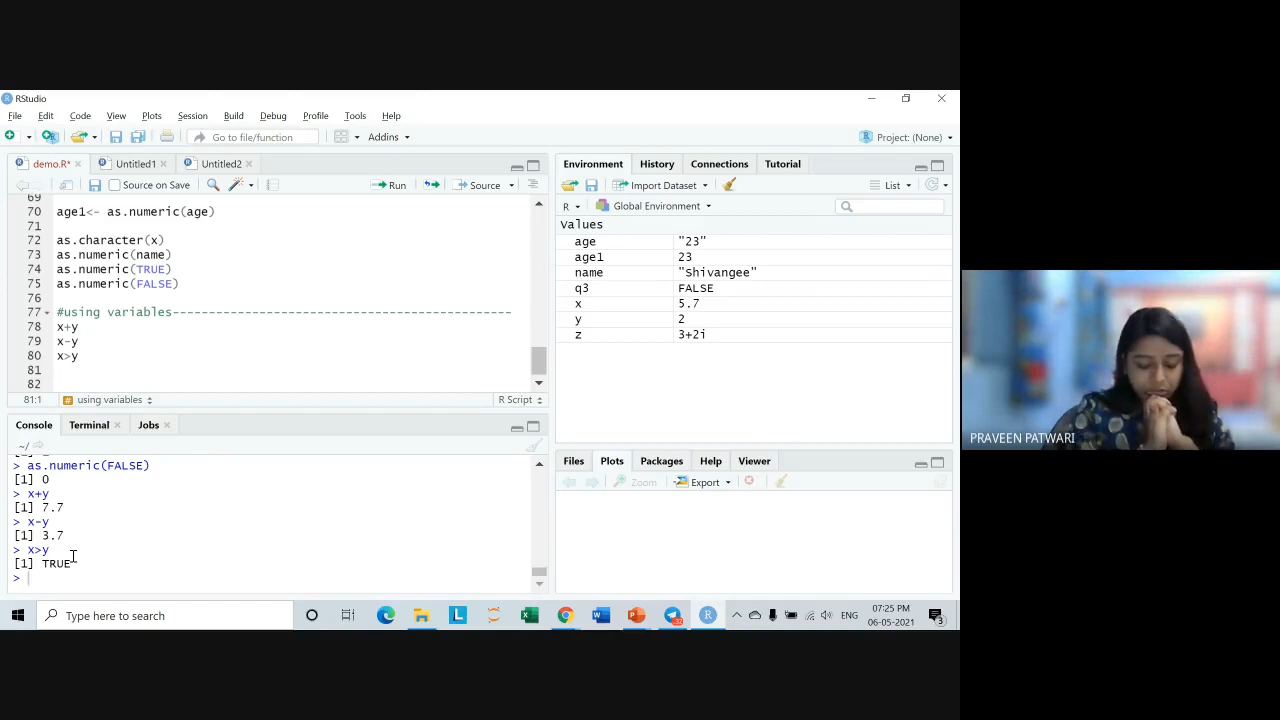 RStudio
File Edit Code View Plots Session Build Debug Profile Tools Help
Go to file/function Addins Project: (None)
demo.R* Untitled1 Untitled2
Source on Save Run Source
69
70 age1<- as.numeric(age)
71
72 as.character(x)
73 as.numeric(name)
74 as.numeric(TRUE)
75 as.numeric(FALSE)
76
77 #using variables----------------------------------------------
78 x+y
79 x-y
80 x>y
81
82
81:1 # using variables R Script
Console Terminal Jobs
~/
> as.numeric(FALSE)
[1] 0
> x+y
[1] 7.7
> x-y
[1] 3.7
> x>y
[1] TRUE
>
Environment History Connections Tutorial
Import Dataset List
R Global Environment
Values
age "23"
age1 23
name "Shivangee"
q3 FALSE
x 5.7
y 2
z 3+2i
Files Plots Packages Help Viewer
Zoom Export
PRAVEEN PATWARI
Type here to search
ENG
07:25 PM
06-05-2021
3